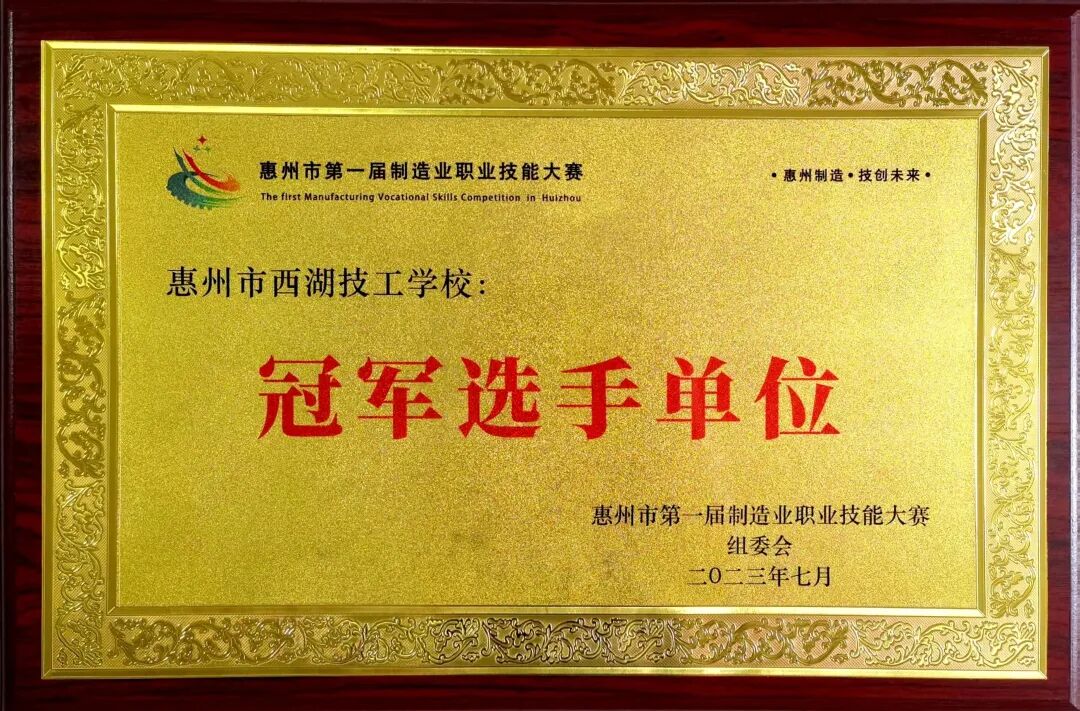 惠州市第一届制造业职业技能大赛
The first Manufacturing Vocational Skills Competition in Huizhou
•惠州制造•技创未来•
惠州市西湖技工学校：
冠军选手单位
惠州市第一届制造业职业技能大赛
组委会
二〇二三年七月